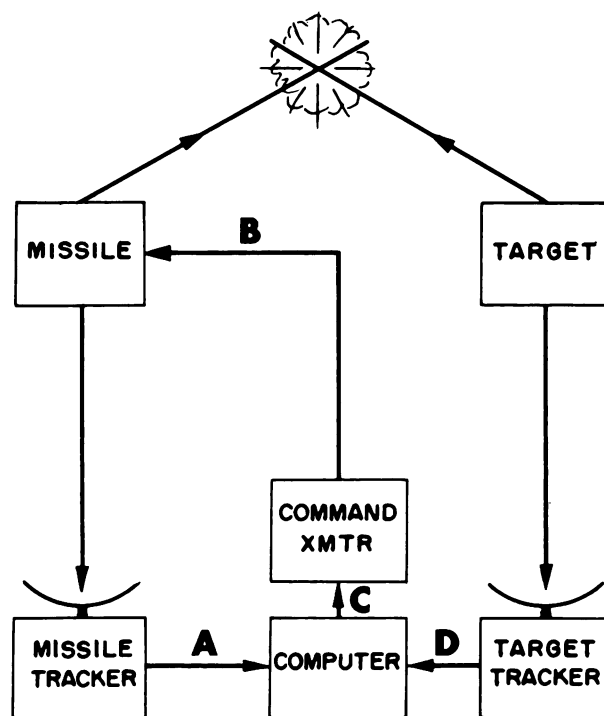 B
MISSILE
TARGET
COMMAND
XMTR
C
MISSILE
TRACKER
A
COMPUTER
D
TARGET
TRACKER